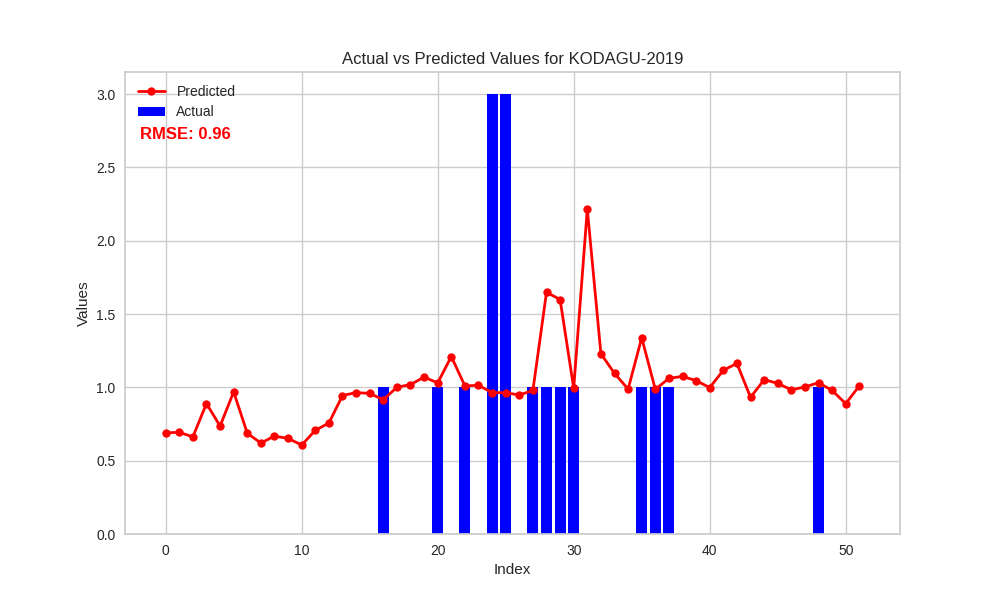 Actual vs Predicted Values for KODAGU-2019
Predicted
Actual
RMSE: 0.96
Values
3.0
2.5
2.0
1.5
1.0
0.5
0.0
0 10 20 30 40 50
Index